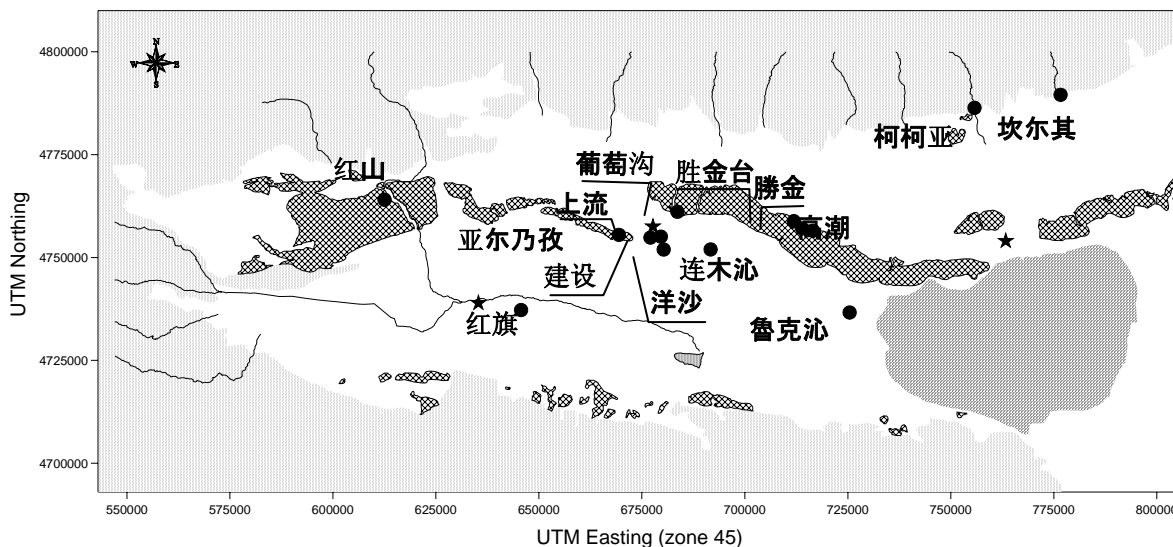 4800000
4775000
4750000
4725000
4700000
UTM Northing
N
W E
S
柯柯亚
坎尔其
葡萄沟
胜金台
红山
勝金
上流
高潮
亚尔乃孜
连木沁
建设
洋沙
红旗
魯克沁
550000 575000 600000 625000 650000 675000 700000 725000 750000 775000 800000
UTM Easting (zone 45)